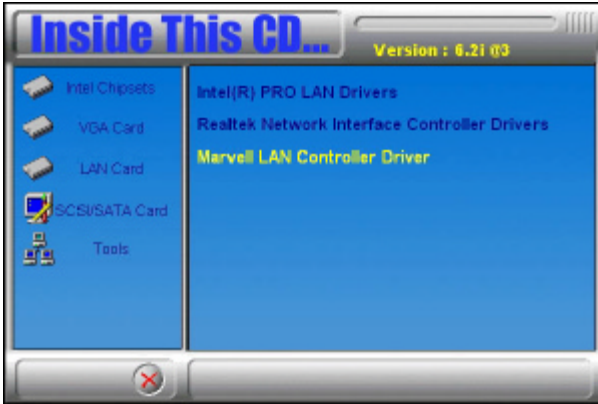 Inside This CD...
Version : 6.2i @3
Intel Chipsets
VGA Card
LAN Card
SCSI/SATA Card
Tools
Intel(R) PRO LAN Drivers
Realtek Network Interface Controller Drivers
Marvell LAN Controller Driver